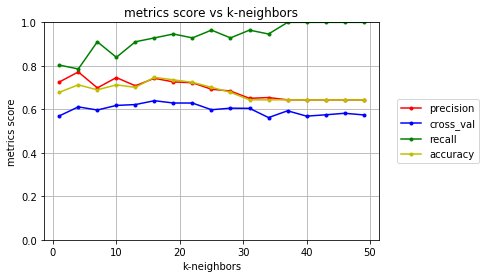 metrics score vs k-neighbors
1.0
0.8
0.6
0.4
0.2
0.0
metrics score
0
10
20
30
40
50
k-neighbors
precision
cross_val
recall
accuracy